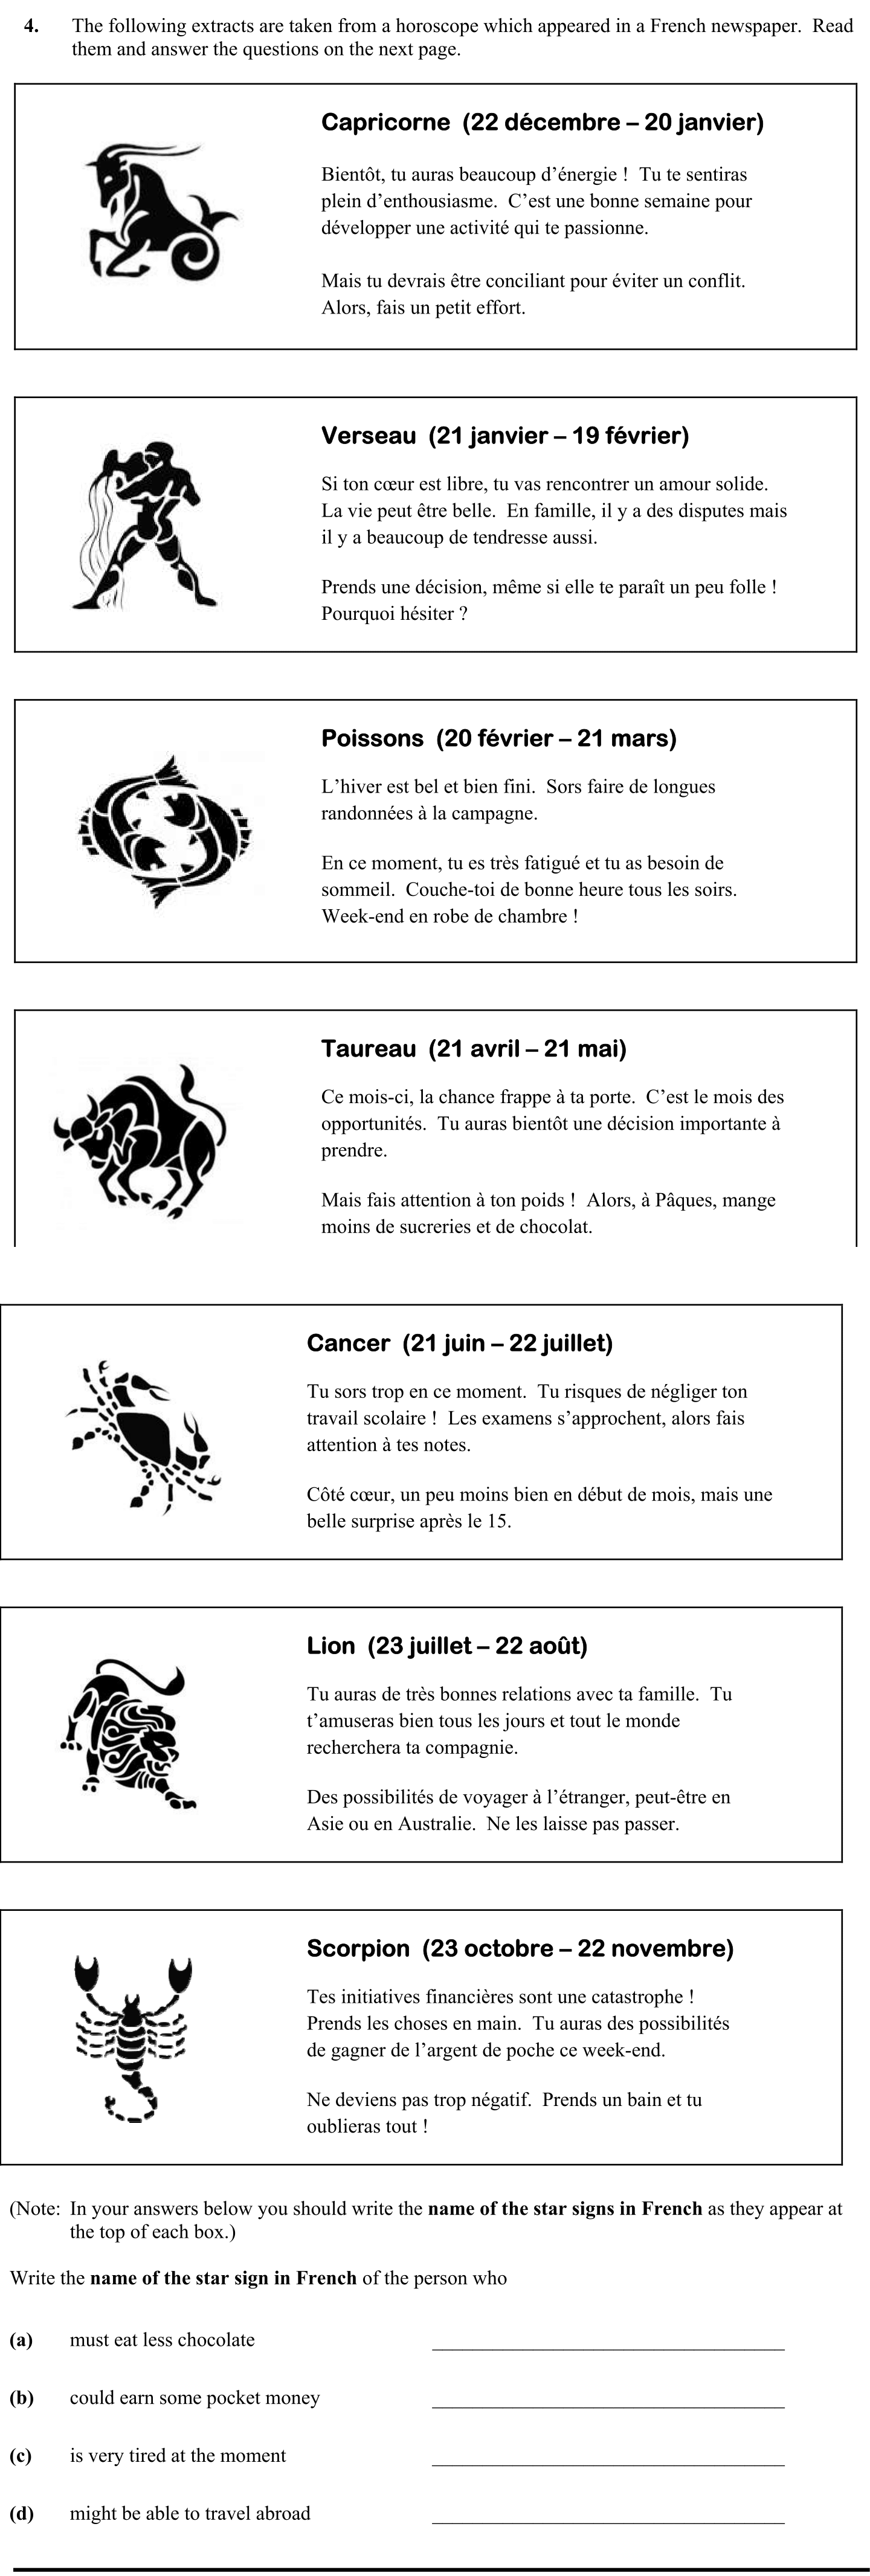 4. The following extracts are taken from a horoscope which appeared in a French newspaper. Read
them and answer the questions on the next page.
Capricorne (22 décembre – 20 janvier)
Bientôt, tu auras beaucoup d’énergie ! Tu te sentiras
plein d’enthousiasme. C’est une bonne semaine pour
développer une activité qui te passionne.
Mais tu devrais être conciliant pour éviter un conflit.
Alors, fais un petit effort.
Verseau (21 janvier – 19 février)
Si ton cœur est libre, tu vas rencontrer un amour solide.
La vie peut être belle. En famille, il y a des disputes mais
il y a beaucoup de tendresse aussi.
Prends une décision, même si elle te paraît un peu folle !
Pourquoi hésiter ?
Poissons (20 février – 21 mars)
L’hiver est bel et bien fini. Sors faire de longues
randonnées à la campagne.
En ce moment, tu es très fatigué et tu as besoin de
sommeil. Couche-toi de bonne heure tous les soirs.
Week-end en robe de chambre !
Taureau (21 avril – 21 mai)
Ce mois-ci, la chance frappe à ta porte. C’est le mois des
opportunités. Tu auras bientôt une décision importante à
prendre.
Mais fais attention à ton poids ! Alors, à Pâques, mange
moins de sucreries et de chocolat.
Cancer (21 juin – 22 juillet)
Tu sors trop en ce moment. Tu risques de négliger ton
travail scolaire ! Les examens s’approchent, alors fais
attention à tes notes.
Côté cœur, un peu moins bien en début de mois, mais une
belle surprise après le 15.
Lion (23 juillet – 22 août)
Tu auras de très bonnes relations avec ta famille. Tu
t’amuseras bien tous les jours et tout le monde
recherchera ta compagnie.
Des possibilités de voyager à l’étranger, peut-être en
Asie ou en Australie. Ne les laisse pas passer.
Scorpion (23 octobre – 22 novembre)
Tes initiatives financières sont une catastrophe !
Prends les choses en main. Tu auras des possibilités
de gagner de l’argent de poche ce week-end.
Ne deviens pas trop négatif. Prends un bain et tu
oublieras tout !
(Note: In your answers below you should write the name of the star signs in French as they appear at
the top of each box.)
Write the name of the star sign in French of the person who
(a) must eat less chocolate
(b) could earn some pocket money
(c) is very tired at the moment
(d) might be able to travel abroad